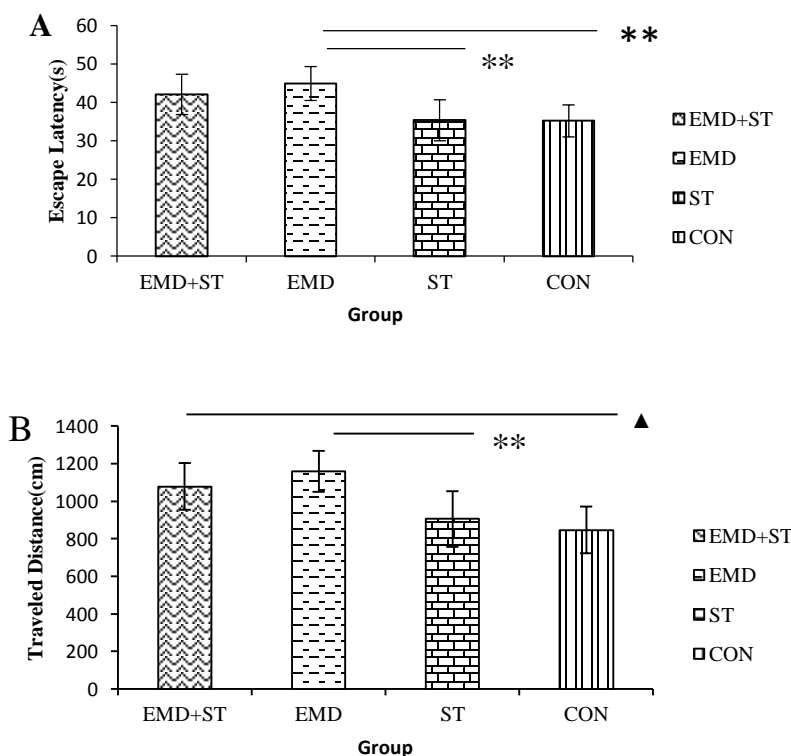 A
60
50
40
30
20
10
0
Escape Latency(s)
**
**
EMD+ST
EMD
ST
CON
Group
EMD+ST
EMD
ST
CON
B
1400
1200
1000
800
600
400
200
0
Traveled Distance(cm)
▲
**
EMD+ST
EMD
ST
CON
Group
EMD+ST
EMD
ST
CON